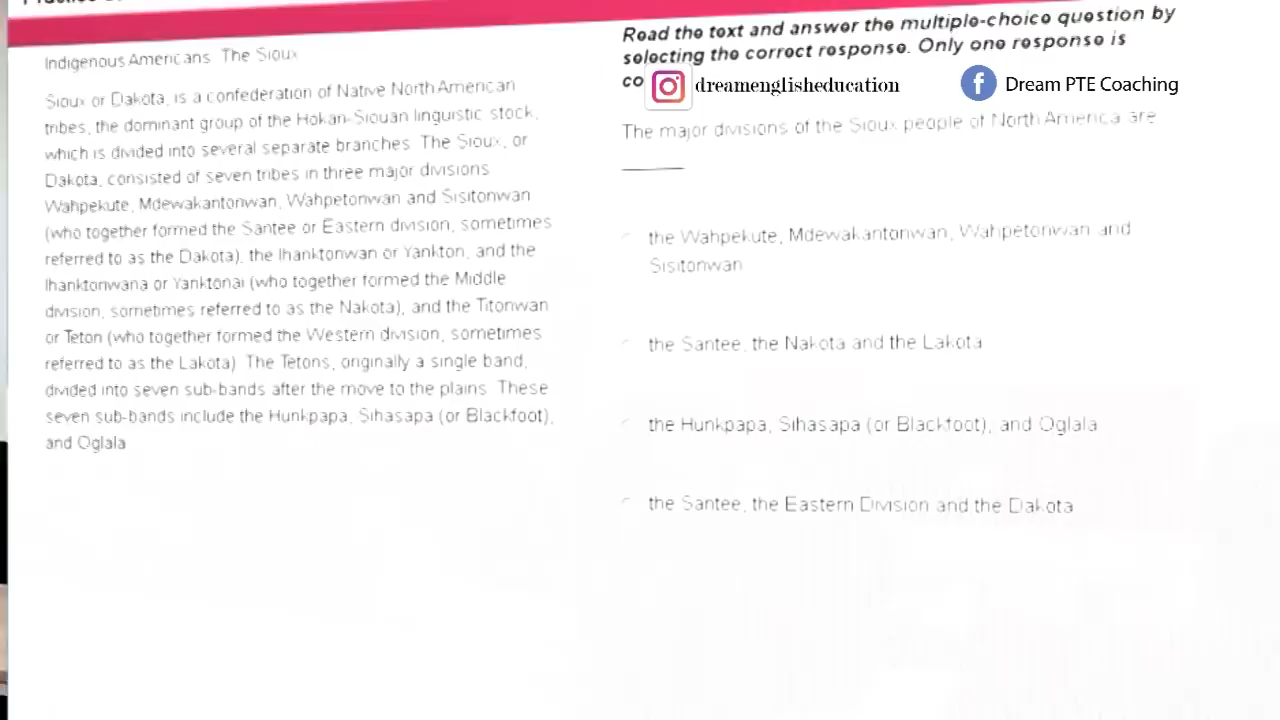 Indigenous Americans The Sioux
Sioux or Dakota, is a confederation of Native North American
tribes, the dominant group of the Hokan-Siouan linguistic stock,
which is divided into several separate branches The Sioux, or
Dakota, consisted of seven tribes in three major divisions
Wahpekute, Mdewakantonwan, Wahpetonwan and Sisitonwan
(who together formed the Santee or Eastern division, sometimes
referred to as the Dakota), the Ihanktonwan or Yankton, and the
Ihanktonwana or Yanktonai (who together formed the Middle
division, sometimes referred to as the Nakota), and the Titonwan
or Teton (who together formed the Western division, sometimes
referred to as the Lakota) The Tetons, originally a single band,
divided into seven sub-bands after the move to the plains These
seven sub-bands include the Hunkpapa, Sihasapa (or Blackfoot),
and Oglala
Read the text and answer the multiple-choice question by
selecting the correct response. Only one response is
co
dreamenglisheducation
Dream PTE Coaching
The major divisions of the Sioux people of North America are
the Wahpekute, Mdewakantonwan, Wahpetonwan and
Sisitonwan
the Santee, the Nakota and the Lakota
the Hunkpapa, Sihasapa (or Blackfoot), and Oglala
the Santee, the Eastern Division and the Dakota